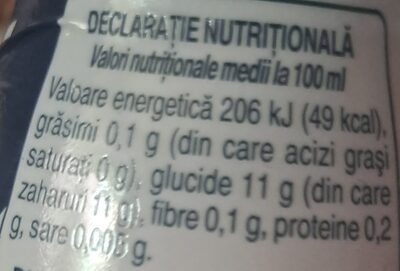 DECLARAȚIE NUTRIȚIONALĂ
Valori nutriționale medii la 100 ml
Valoare energetică 206 kJ (49 kcal),
grăsimi 0,1 g (din care acizi grași
saturați 0 g), glucide 11 g (din care
zaharuri 11 g), fibre 0,1 g, proteine 0,2
g, sare 0,005 g.